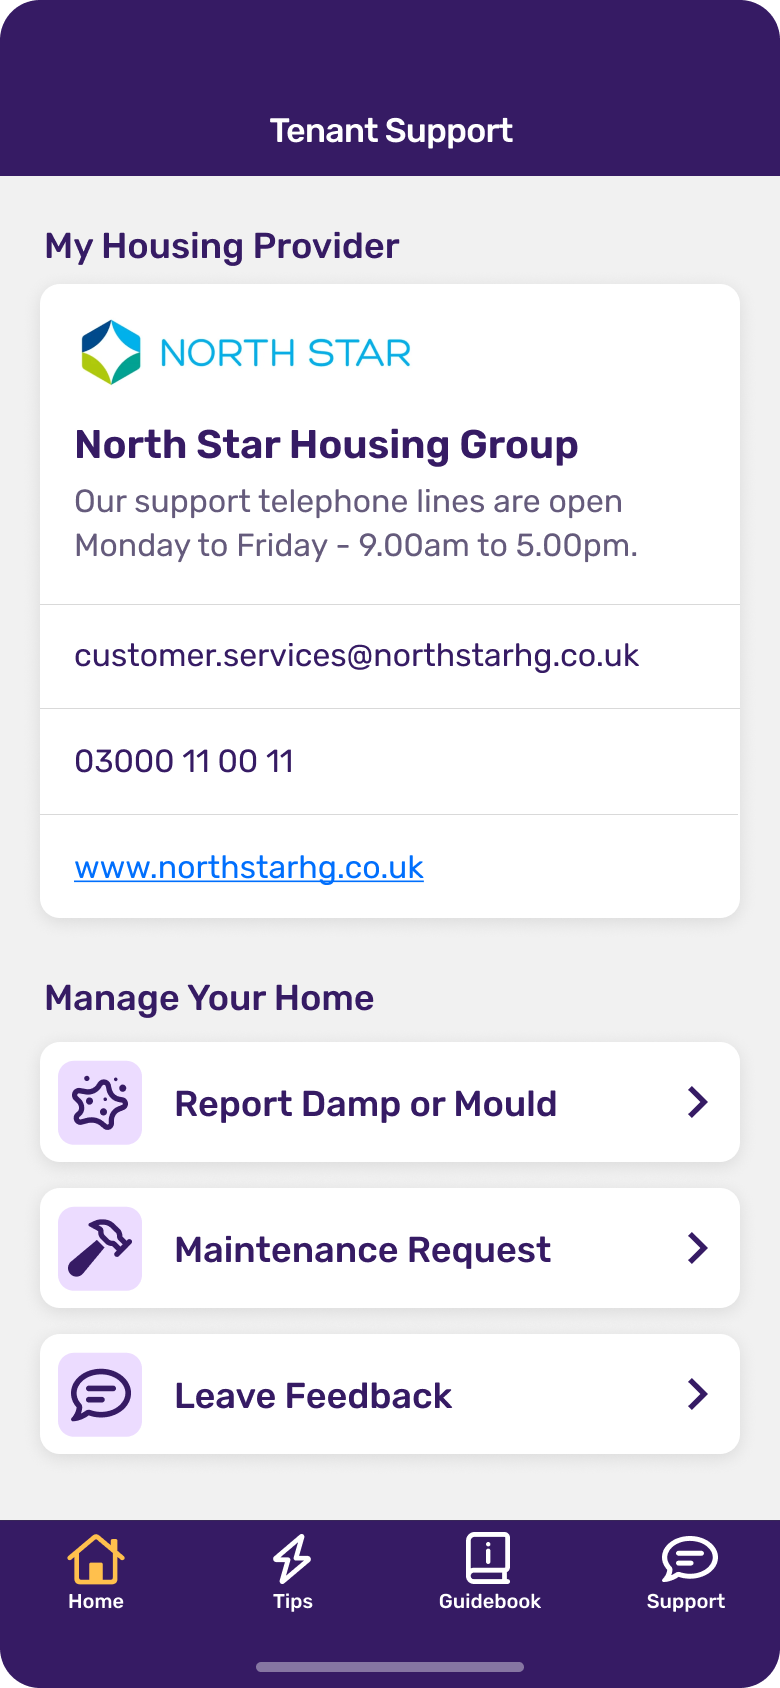 Tenant Support
My Housing Provider
NORTH STAR
North Star Housing Group
Our support telephone lines are open
Monday to Friday - 9.00am to 5.00pm.
customer.services@northstarhg.co.uk
03000 11 00 11
www.northstarhg.co.uk
Manage Your Home
Report Damp or Mould
Maintenance Request
Leave Feedback
Home Tips Guidebook Support